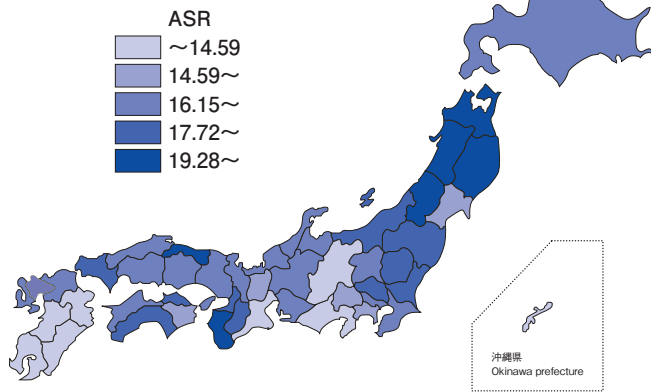 ASR
〜14.59
14.59〜
16.15〜
17.72〜
19.28〜
沖縄県
Okinawa prefecture